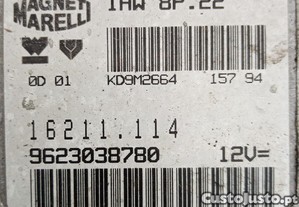 MAGNETI
MARELLI
IAW 8P.22
0D 01
KD9M2664
157 94
16211.114
9623038780
12V=
CustoJusto.pt